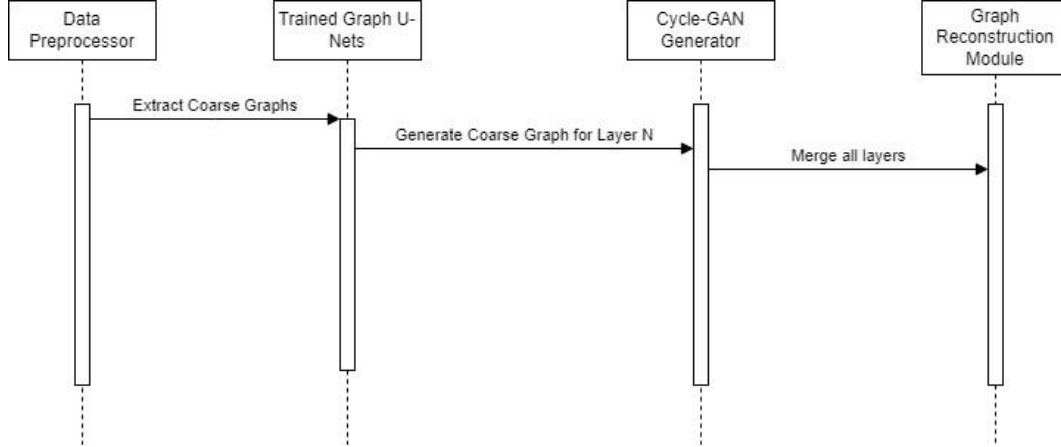 Data
Preprocessor
Trained Graph U-
Nets
Cycle-GAN
Generator
Graph
Reconstruction
Module
Extract Coarse Graphs
Generate Coarse Graph for Layer N
Merge all layers